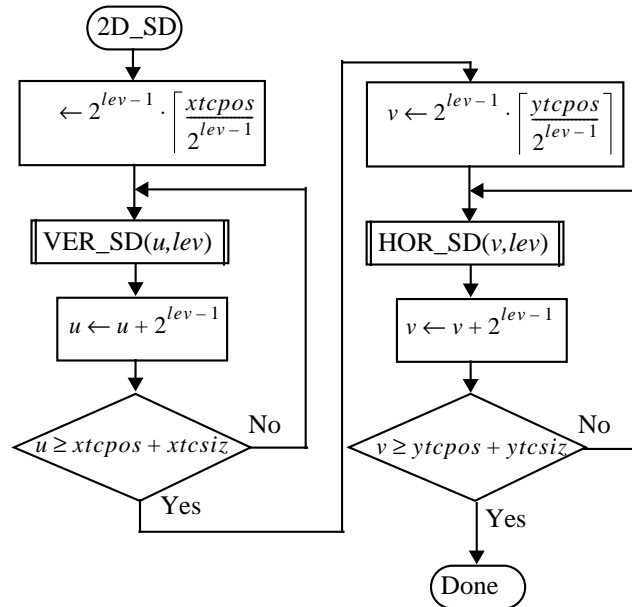 2D_SD
← 2^{lev – 1} · ⌈ xtcpos / 2^{lev – 1}
VER_SD(u,lev)
u ← u + 2^{lev – 1}
u ≥ xtcpos + xtcsiz
No
Yes
v ← 2^{lev – 1} · ⌈ ytcpos / 2^{lev – 1} ⌉
HOR_SD(v,lev)
v ← v + 2^{lev – 1}
v ≥ ytcpos + ytcsiz
No
Yes
Done